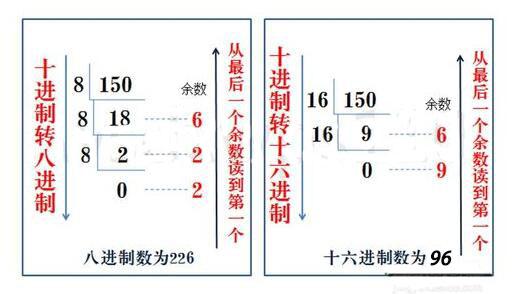 十进制转八进制
8 150
余数
8 18 6
8 2 2
0 2
从最后一个余数读到第一个
八进制数为226
十进制转十六进制
16 150
余数
16 9 6
0 9
从最后一个余数读到第一个
十六进制数为96